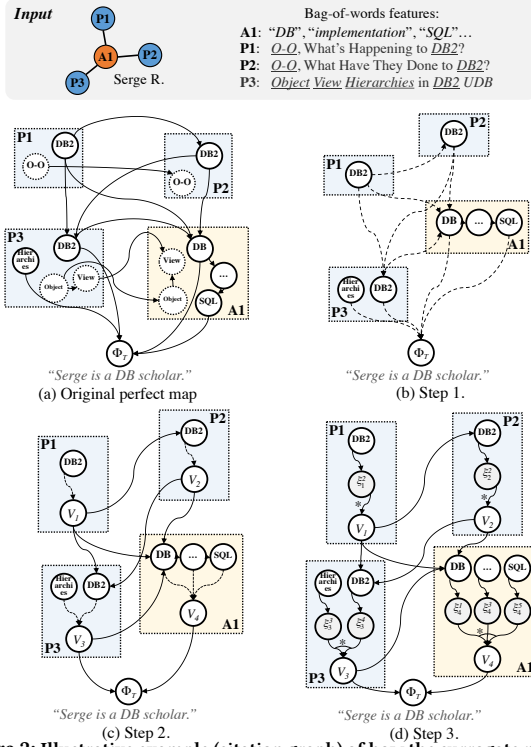 Input
Bag-of-words features:
P1
A1
P2
P3
Serge R.
A1: "DB", "implementation", "SQL"…
P1: O-O, What's Happening to DB2?
P2: O-O, What Have They Done to DB2?
P3: Object View Hierarchies in DB2 UDB
P1
DB2
O-O
DB2
O-O
P2
P3
Hier
archi
es
DB2
View
Object
View
Object
DB
...
SQL
A1
Φ_T
"Serge is a DB scholar."
(a) Original perfect map
P2
DB2
P1
DB2
DB
...
SQL
A1
Hier
archi
es
DB2
P3
Φ_T
"Serge is a DB scholar."
(b) Step 1.
P1
DB2
V_1
P2
DB2
V_2
Hier
archi
es
DB2
V_3
P3
DB
...
SQL
V_4
A1
Φ_T
"Serge is a DB scholar."
(c) Step 2.
P1
DB2
ξ_1^2
*
V_1
P2
DB2
ξ_2^2
*
V_2
Hier
archi
es
DB2
ξ_3^3
ξ_3^4
*
V_3
P3
DB
...
SQL
ξ_4^1
ξ_4^3
ξ_4^5
*
V_4
A1
Φ_T
"Serge is a DB scholar."
(d) Step 3.